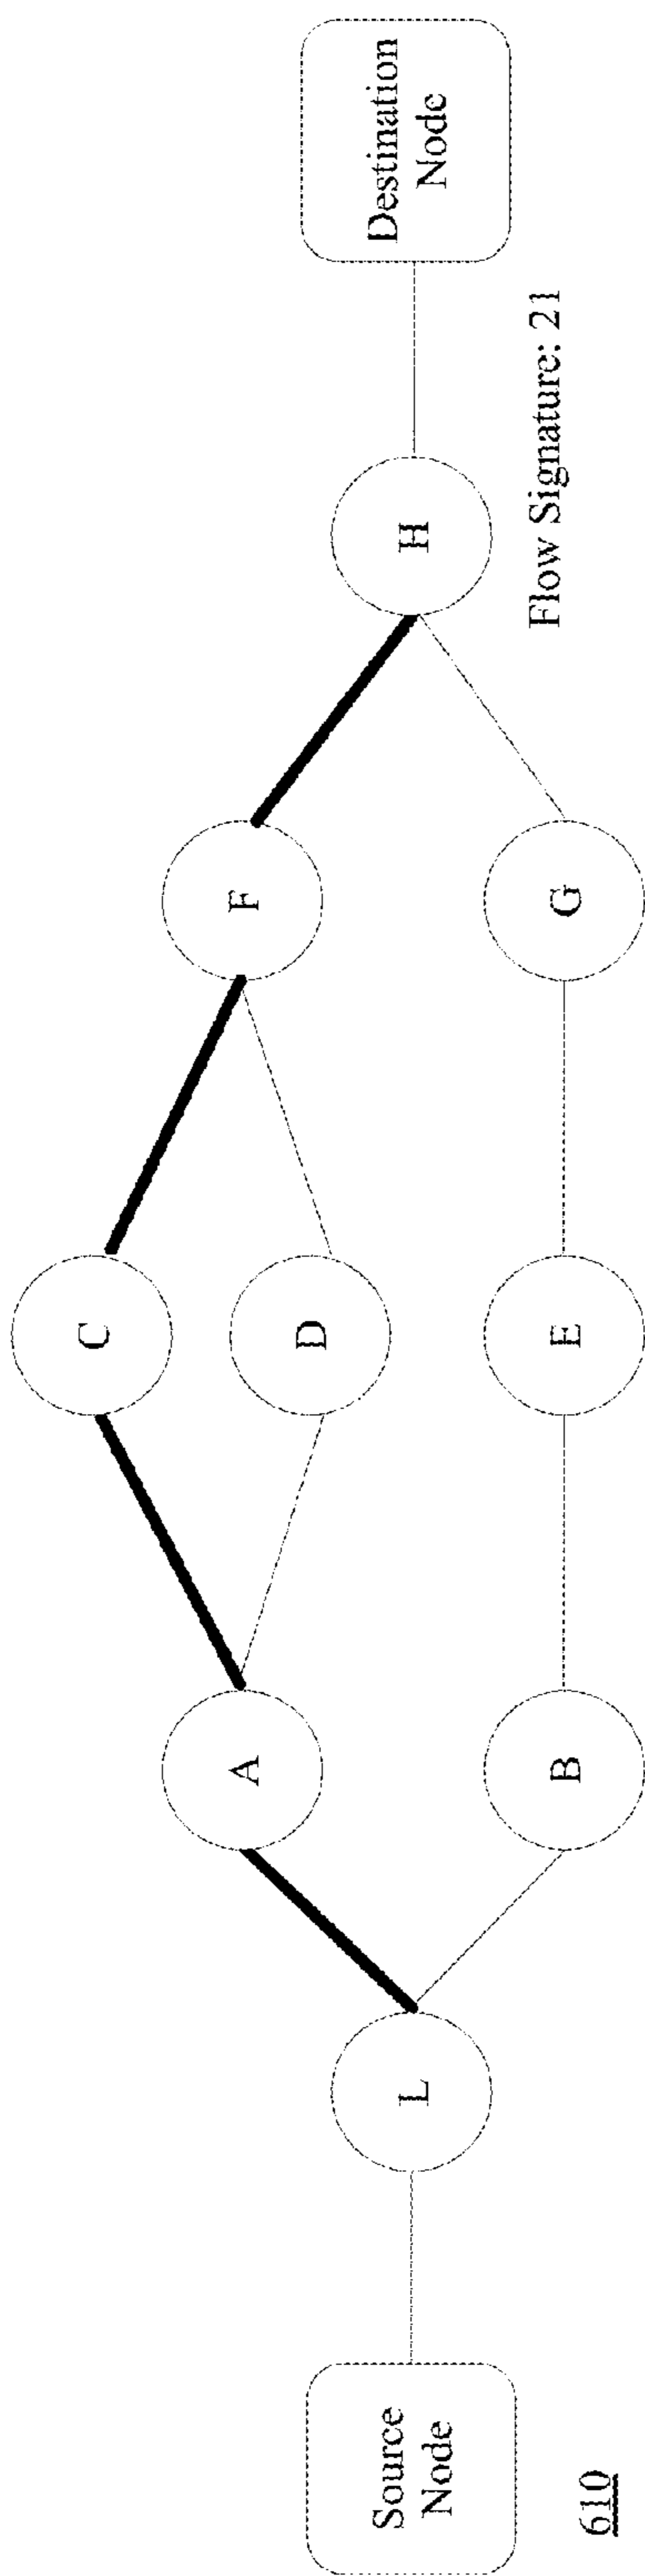 Source
Node
L
A
B
C
D
E
F
G
H
Destination
Node
Flow Signature: 21
610